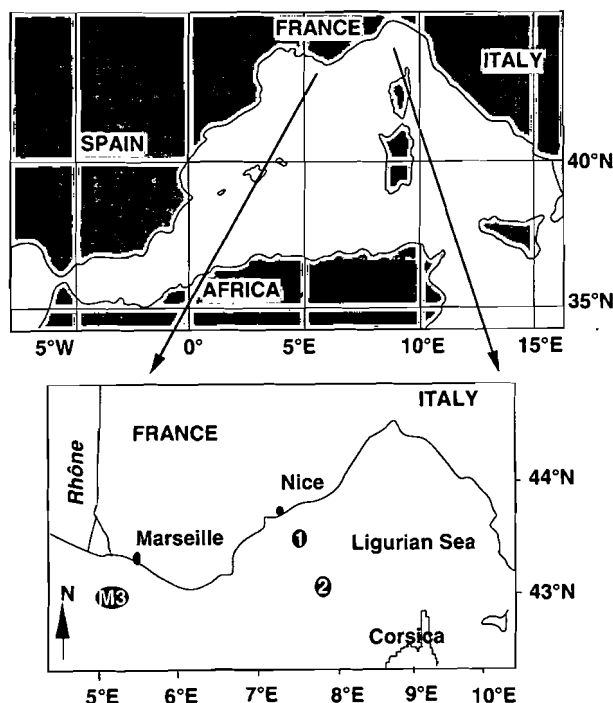 FRANCE
ITALY
SPAIN
40°N
AFRICA
35°N
5°W 0° 5°E 10°E 15°E
ITALY
FRANCE
Rhône
44°N
Nice
Marseille
1
Ligurian Sea
N
M3
2
43°N
Corsica
5°E 6°E 7°E 8°E 9°E 10°E